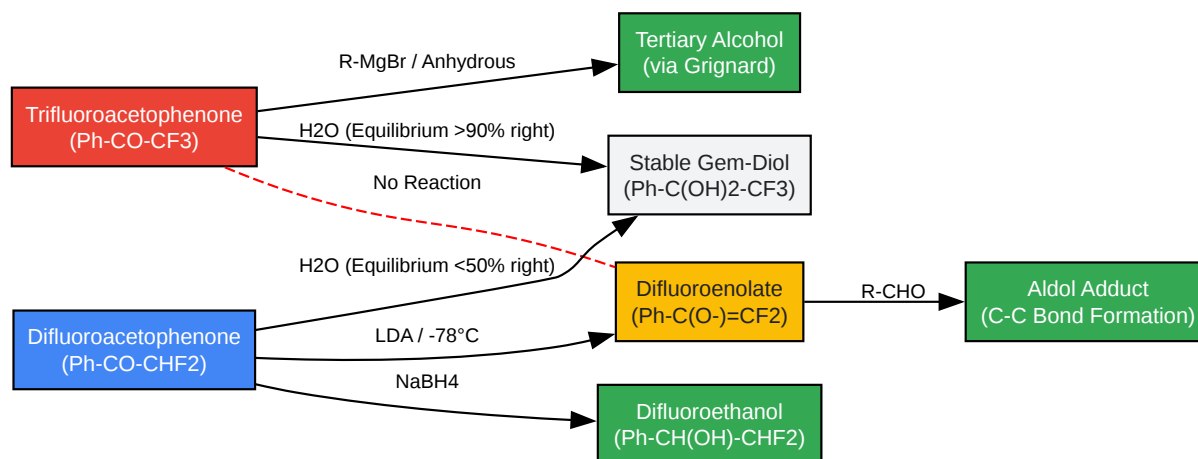 Tertiary Alcohol
(via Grignard)
R-MgBr / Anhydrous
Trifluoroacetophenone
(Ph-CO-CF3)
H2O (Equilibrium >90% right)
Stable Gem-Diol
(Ph-C(OH)2-CF3)
No Reaction
H2O (Equilibrium <50% right)
Difluoroenolate
(Ph-C(O-)=CF2)
R-CHO
Aldol Adduct
(C-C Bond Formation)
Difluoroacetophenone
(Ph-CO-CHF2)
LDA / -78°C
NaBH4
Difluoroethanol
(Ph-CH(OH)-CHF2)